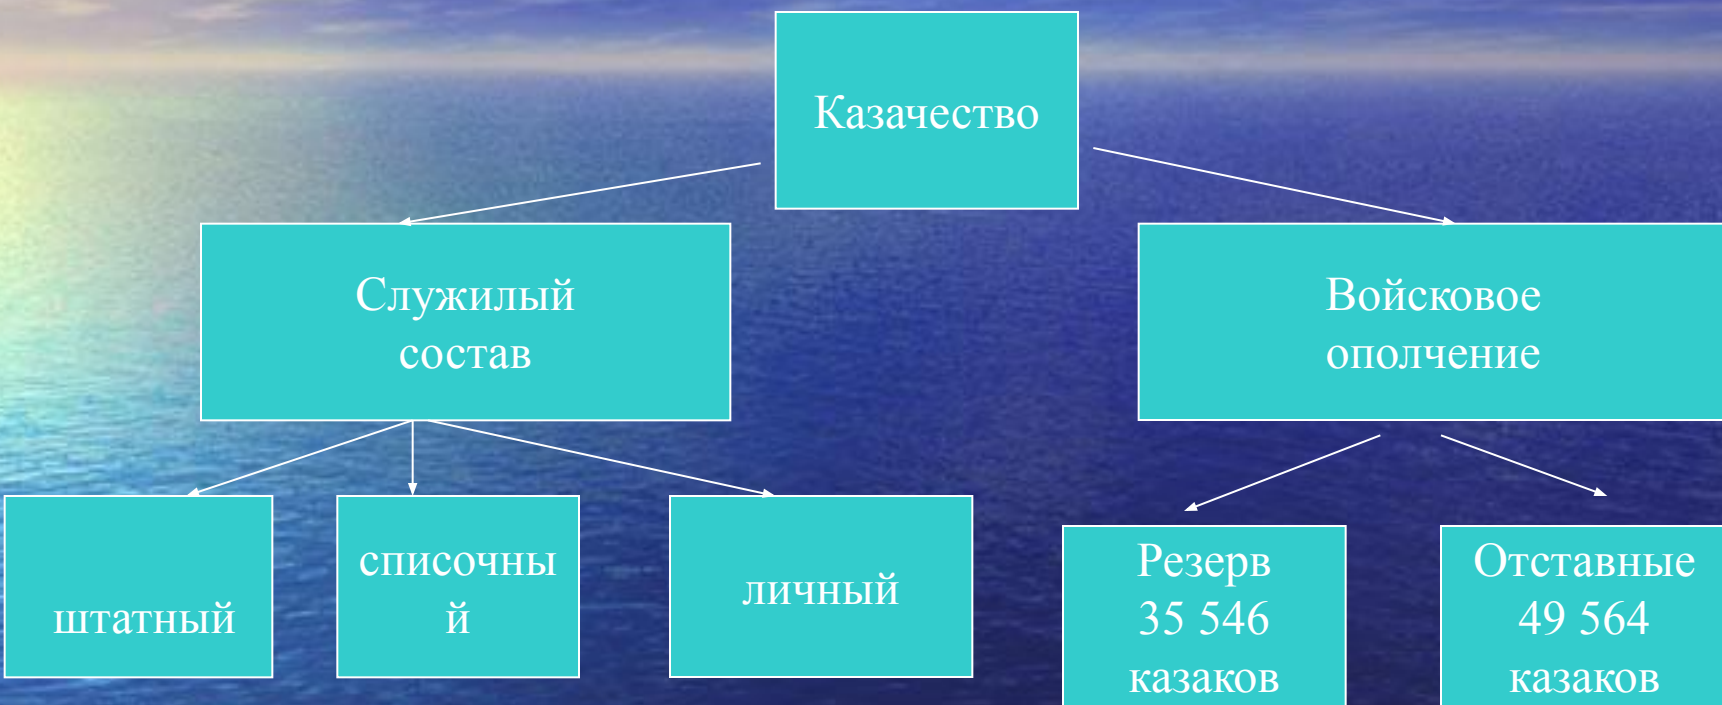 Казачество
Служилый
состав
Войсковое
ополчение
штатный
списочны
й
личный
Резерв
35 546
казаков
Отставные
49 564
казаков